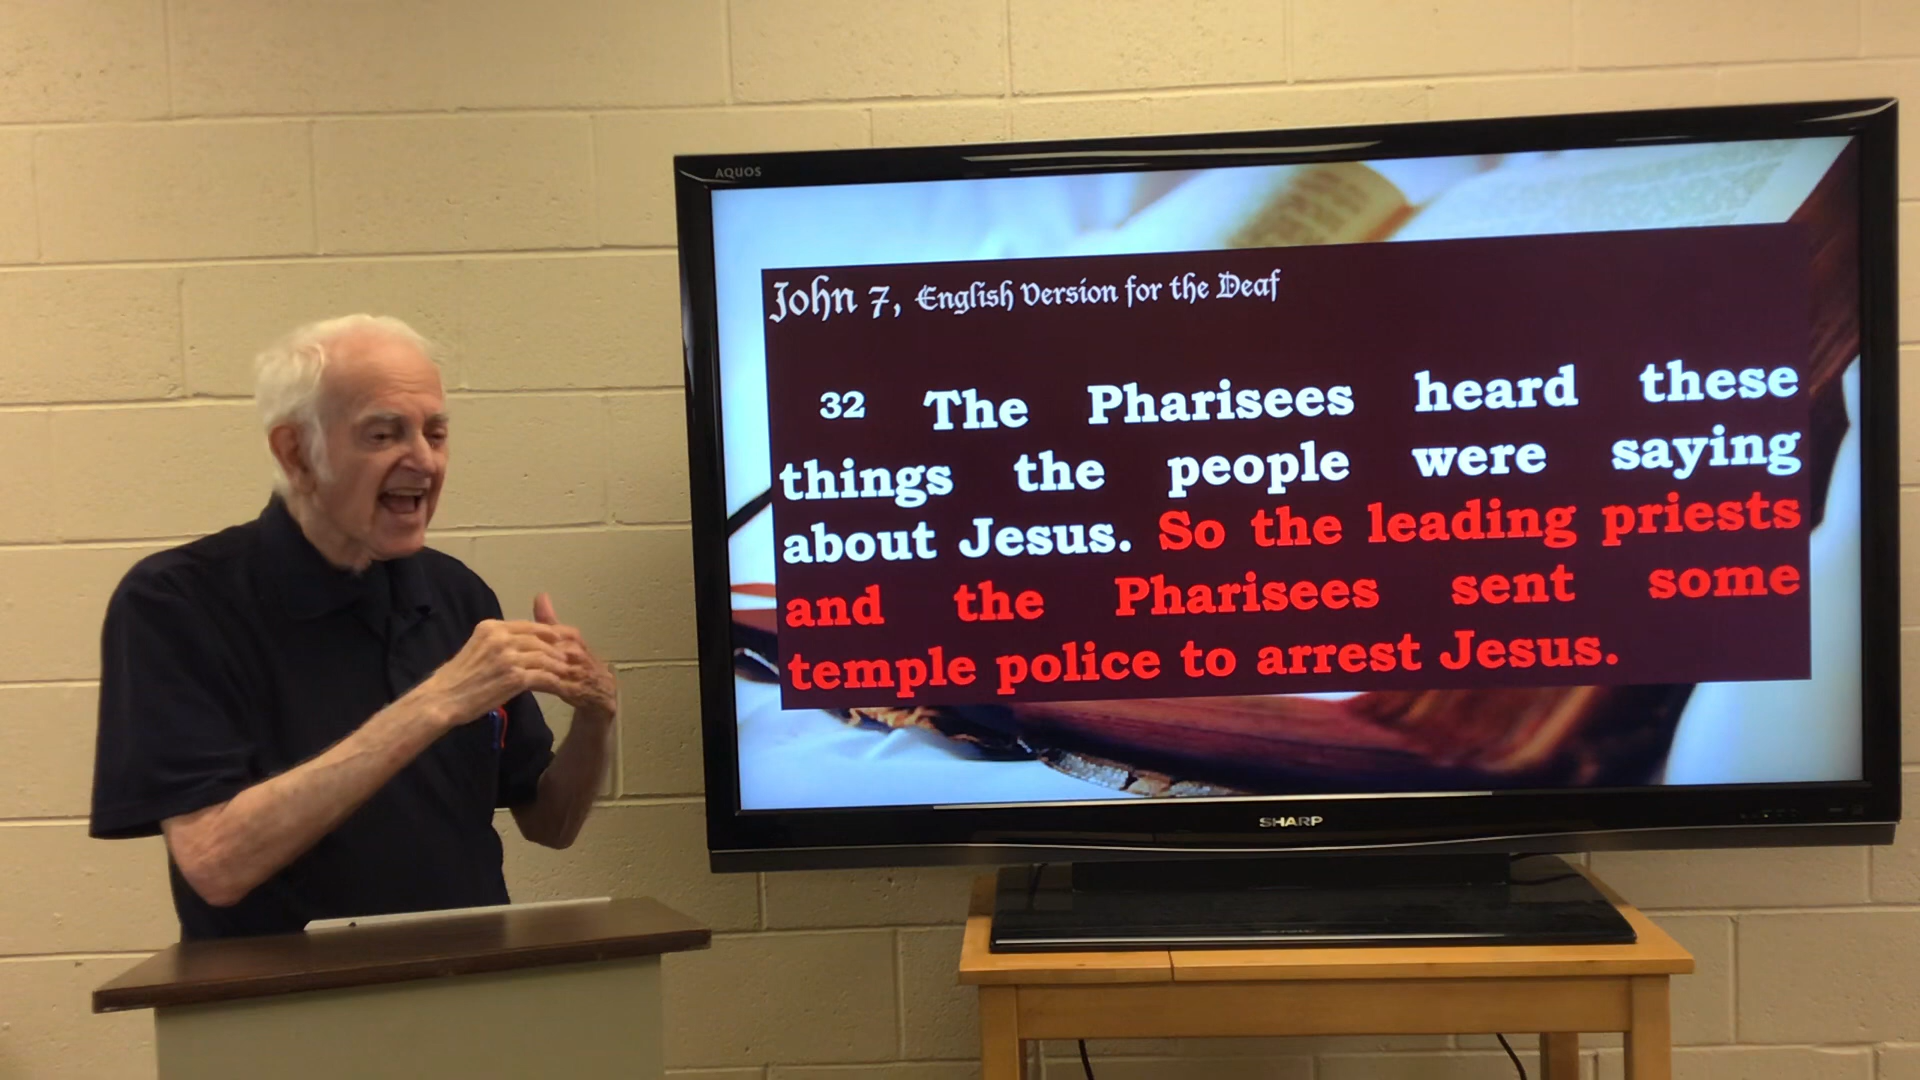 AQUOS
John 7, English Version for the Deaf
32 The Pharisees heard these
things the people were saying
about Jesus. So the leading priests
and the Pharisees sent some
temple police to arrest Jesus.
SHARP